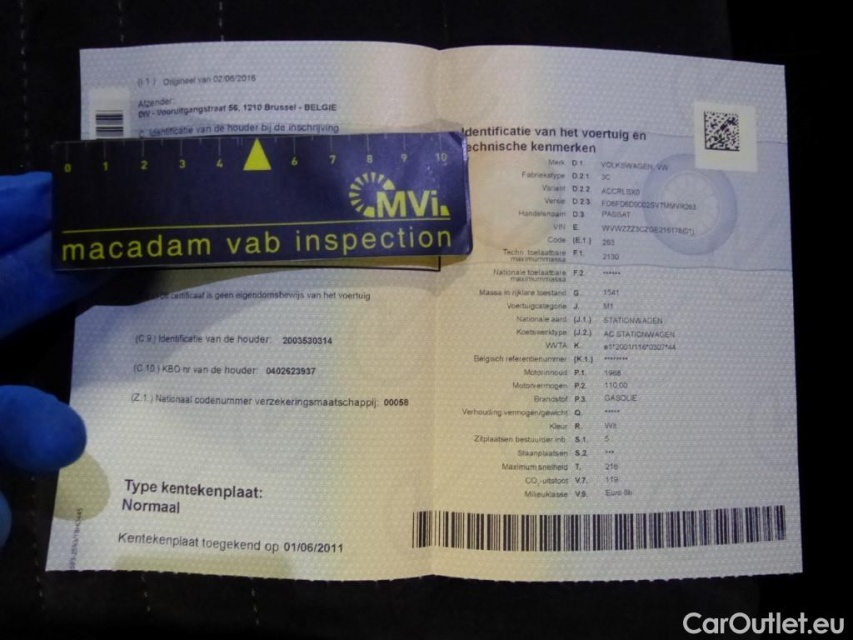 (I.1.) Origineel van 02/06/2015
Afzender:
DIV - Vooruitgangstraat 56, 1210 Brussel - BELGIE
C. Identificatie van de houder bij de inschrijving
0 1 2 3 4 6 7 8 9 10
MVi.
macadam vab inspection
certificaat is geen eigendomsbewijs van het voertuig
(C.9) Identificatie van de houder: 2003530314
(C.10) KBO nr van de houder: 0402623937
(Z.1) Nationaal codenummer verzekeringsmaatschappij: 00058
Type kentekenplaat:
Normaal
Kentekenplaat toegekend op 01/06/2011
Identificatie van het voertuig en
technische kenmerken
Merk D.1. VOLKSWAGEN, VW
Fabriekstype D.2.1 3C
Variant D.2.2
Versie D.2.3
Handelsnaam D.3 PASSAT
VIN E.
Code (E.1.) 263
Techn. toelaatbare F.1. 2130
maximummassa
Nationale toelaatbare F.2. ******
maximummassa
Massa in rijklare toestand G. 1541
Voertuigcategorie J. M1
Nationale aard (J.1.) STATIONWAGEN
Koetswerktype (J.2.) AC STATIONWAGEN
WVTA K. e1*2001/116*0307*44
Belgisch referentienummer (K.1.) ********
Motorinhoud P.1. 1968
Motorvermogen P.2. 110,00
Brandstof P.3. GASOLIE
Verhouding vermogen/gewicht Q. *****
Kleur R. Wit
Zitplaatsen bestuurder inb. S.1. 5
Staanplaatsen S.2. ***
Maximum snelheid T. 216
CO₂ uitstoot V.7. 119
Milieuklasse V.9. Euro 5b
CarOutlet.eu